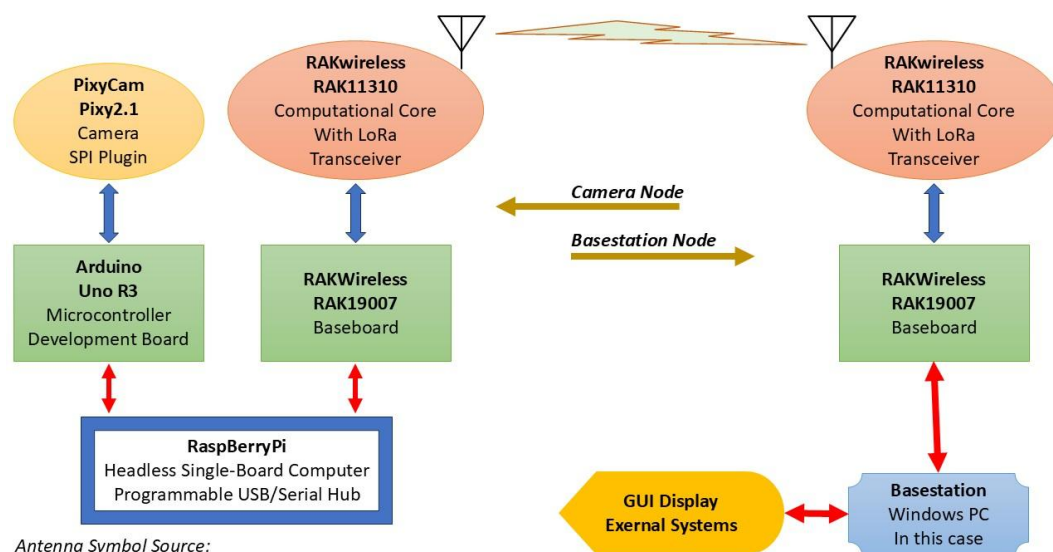 PixyCam
Pixy2.1
Camera
SPI Plugin
RAKwireless
RAK11310
Computational Core
With LoRa
Transceiver
RAKwireless
RAK11310
Computational Core
With LoRa
Transceiver
Camera Node
Basestation Node
Arduino
Uno R3
Microcontroller
Development Board
RAKWireless
RAK19007
Baseboard
RAKWireless
RAK19007
Baseboard
RaspBerryPi
Headless Single-Board Computer
Programmable USB/Serial Hub
GUI Display
Exernal Systems
Basestation
Windows PC
In this case
Antenna Symbol Source: